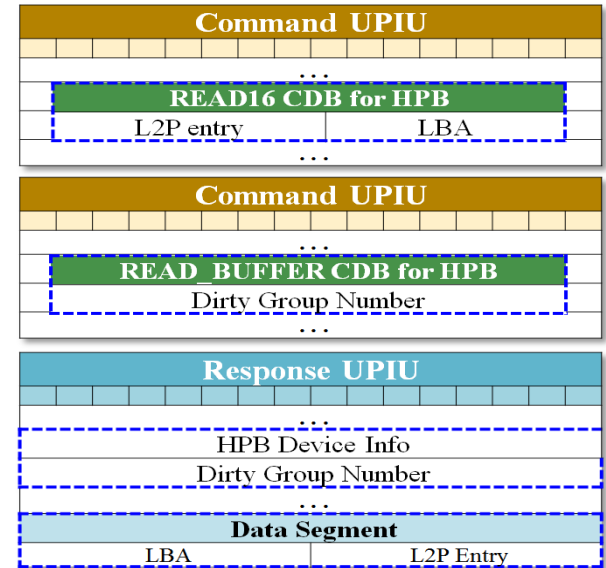 Command UPIU
...
READ16 CDB for HPB
L2P entry LBA
...
Command UPIU
...
READ_BUFFER CDB for HPB
Dirty Group Number
...
Response UPIU
...
HPB Device Info
Dirty Group Number
...
Data Segment
LBA L2P Entry